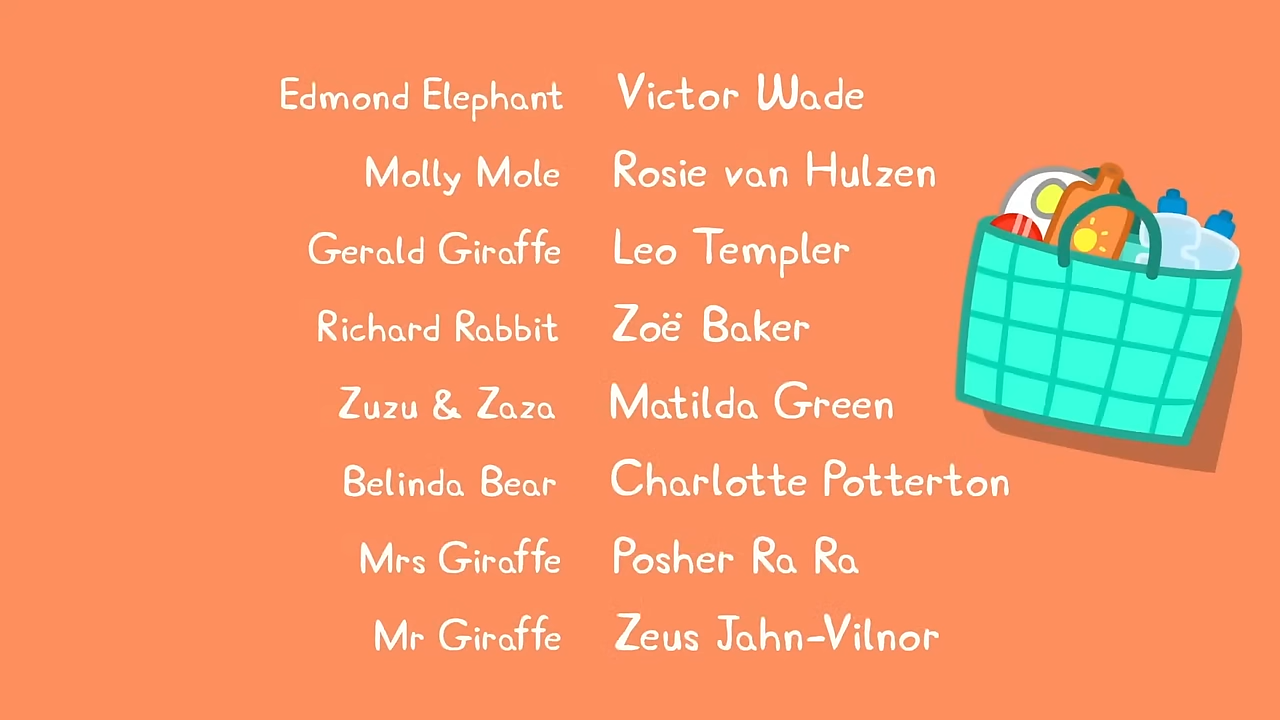 Edmond Elephant Victor Wade
Molly Mole Rosie van Hulzen
Gerald Giraffe Leo Templer
Richard Rabbit Zoë Baker
Zuzu & Zaza Matilda Green
Belinda Bear Charlotte Potterton
Mrs Giraffe Posher Ra Ra
Mr Giraffe Zeus Jahn-Vilnor